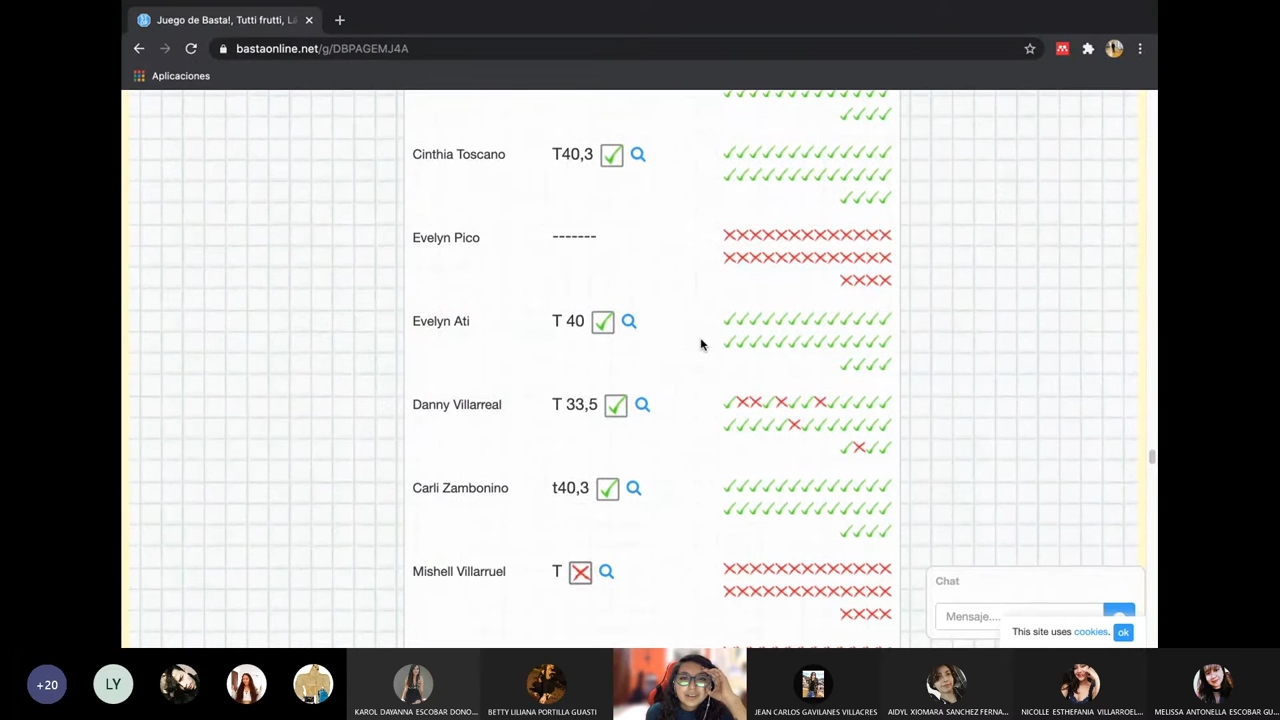 Juego de Basta!, Tutti frutti, Lá
bastaonline.net/g/DBPAGEMJ4A
Aplicaciones
Cinthia Toscano T40,3
Evelyn Pico -------
Evelyn Ati T 40
Danny Villarreal T 33,5
Carli Zambonino t40,3
Mishell Villarruel T
Chat
Mensaje....
This site uses cookies. ok
+20
LY
KAROL DAYANNA ESCOBAR DONO...
BETTY LILIANA PORTILLA GUASTI
JEAN CARLOS GAVILANES VILLACRES
AIDYL XIOMARA SANCHEZ FERNA...
NICOLLE ESTHEFANIA VILLARROEL...
MELISSA ANTONELLA ESCOBAR GU...